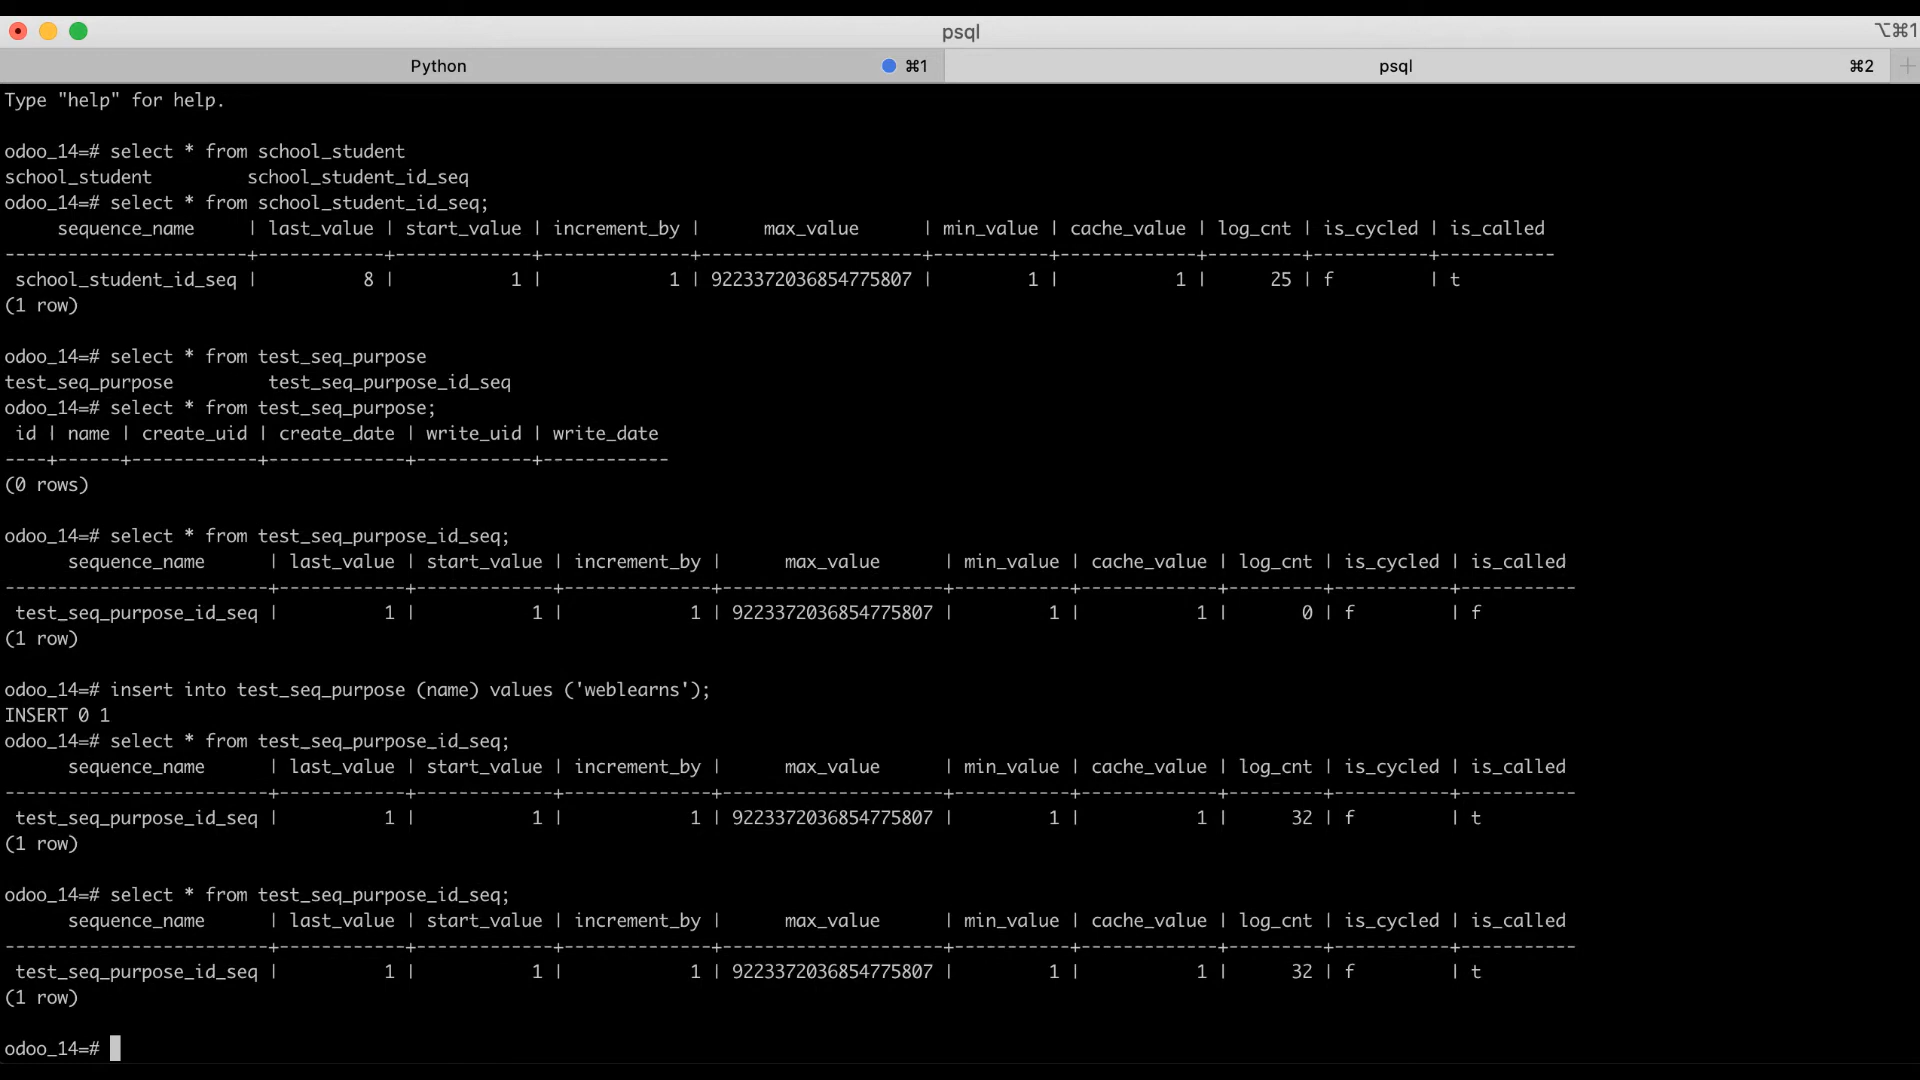 psql
⌥⌘1
Python ⌘1 psql ⌘2 +
Type "help" for help.
odoo_14=# select * from school_student
school_student         school_student_id_seq
odoo_14=# select * from school_student_id_seq;
     sequence_name     | last_value | start_value | increment_by |      max_value      | min_value | cache_value | log_cnt | is_cycled | is_called
-----------------------+------------+-------------+--------------+---------------------+-----------+-------------+---------+-----------+-----------
 school_student_id_seq |          8 |           1 |            1 | 9223372036854775807 |         1 |           1 |      25 | f         | t
(1 row)
odoo_14=# select * from test_seq_purpose
test_seq_purpose         test_seq_purpose_id_seq
odoo_14=# select * from test_seq_purpose;
 id | name | create_uid | create_date | write_uid | write_date
----+------+------------+-------------+-----------+------------
(0 rows)
odoo_14=# select * from test_seq_purpose_id_seq;
      sequence_name      | last_value | start_value | increment_by |      max_value      | min_value | cache_value | log_cnt | is_cycled | is_called
-------------------------+------------+-------------+--------------+---------------------+-----------+-------------+---------+-----------+-----------
 test_seq_purpose_id_seq |          1 |           1 |            1 | 9223372036854775807 |         1 |           1 |       0 | f         | f
(1 row)
odoo_14=# insert into test_seq_purpose (name) values ('weblearns');
INSERT 0 1
odoo_14=# select * from test_seq_purpose_id_seq;
      sequence_name      | last_value | start_value | increment_by |      max_value      | min_value | cache_value | log_cnt | is_cycled | is_called
-------------------------+------------+-------------+--------------+---------------------+-----------+-------------+---------+-----------+-----------
 test_seq_purpose_id_seq |          1 |           1 |            1 | 9223372036854775807 |         1 |           1 |      32 | f         | t
(1 row)
odoo_14=# select * from test_seq_purpose_id_seq;
      sequence_name      | last_value | start_value | increment_by |      max_value      | min_value | cache_value | log_cnt | is_cycled | is_called
-------------------------+------------+-------------+--------------+---------------------+-----------+-------------+---------+-----------+-----------
 test_seq_purpose_id_seq |          1 |           1 |            1 | 9223372036854775807 |         1 |           1 |      32 | f         | t
(1 row)
odoo_14=#